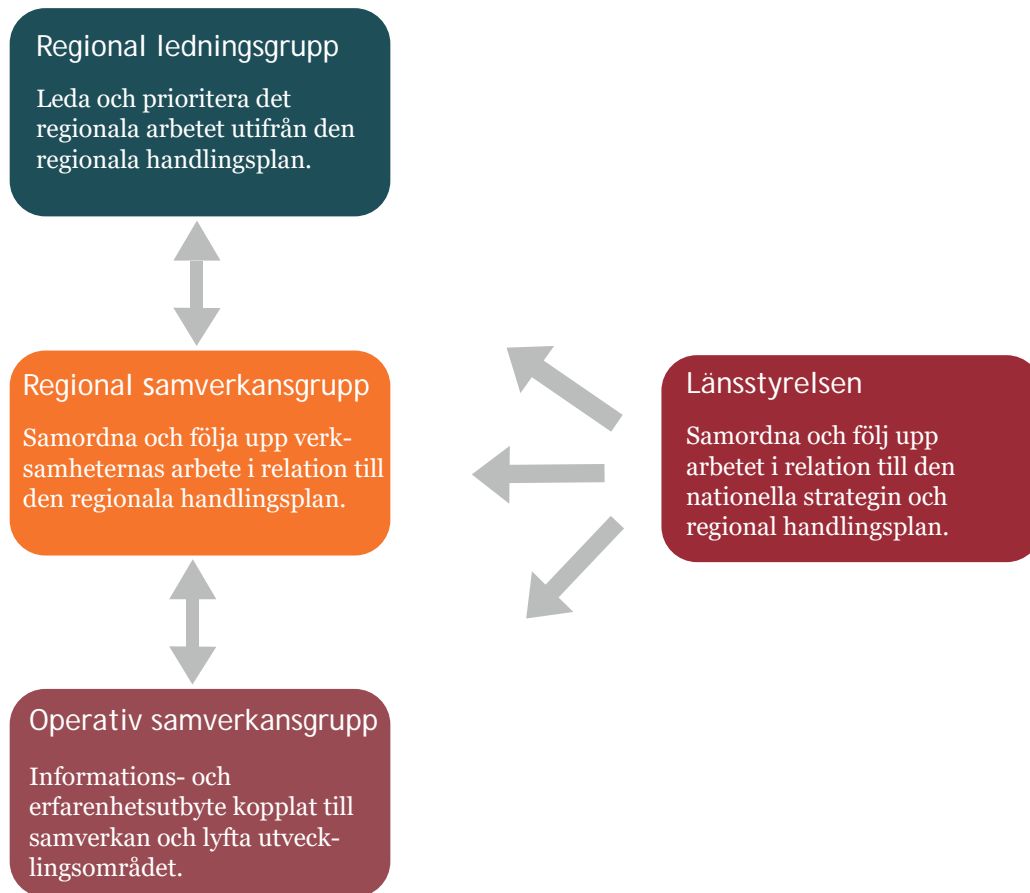 Regional ledningsgrupp
Leda och prioritera det
regionala arbetet utifrån den
regionala handlingsplan.
Regional samverkansgrupp
Samordna och följa upp verk-
samheternas arbete i relation till
den regionala handlingsplan.
Länsstyrelsen
Samordna och följ upp
arbetet i relation till den
nationella strategin och
regional handlingsplan.
Operativ samverkansgrupp
Informations- och
erfarenhetsutbyte kopplat till
samverkan och lyfta utveck-
lingsområdet.